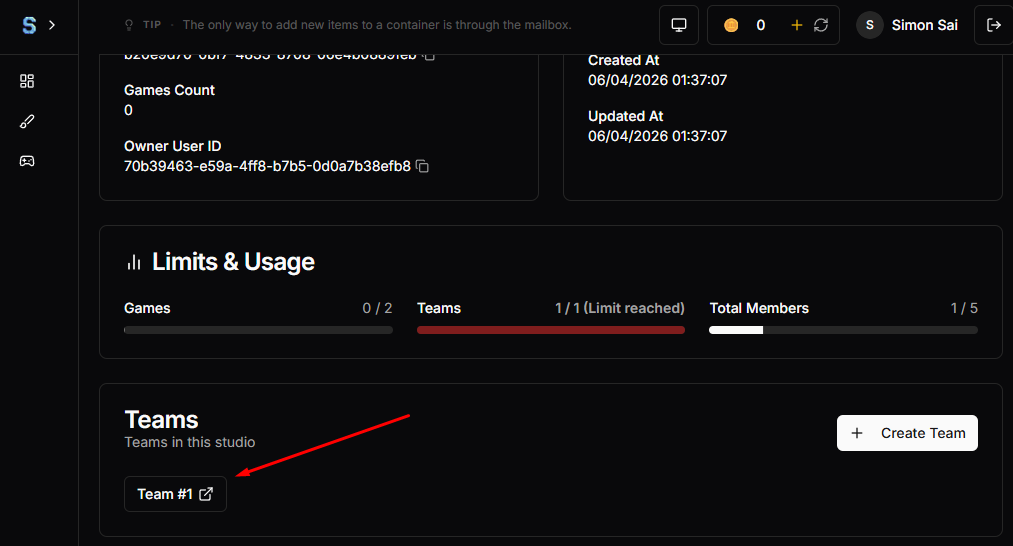 S
TIP · The only way to add new items to a container is through the mailbox.
0
S Simon Sai
Created At
06/04/2026 01:37:07
Games Count
0
Updated At
06/04/2026 01:37:07
Owner User ID
70b39463-e59a-4ff8-b7b5-0d0a7b38efb8
Limits & Usage
Games 0 / 2
Teams 1 / 1 (Limit reached)
Total Members 1 / 5
Teams
Teams in this studio
+ Create Team
Team #1